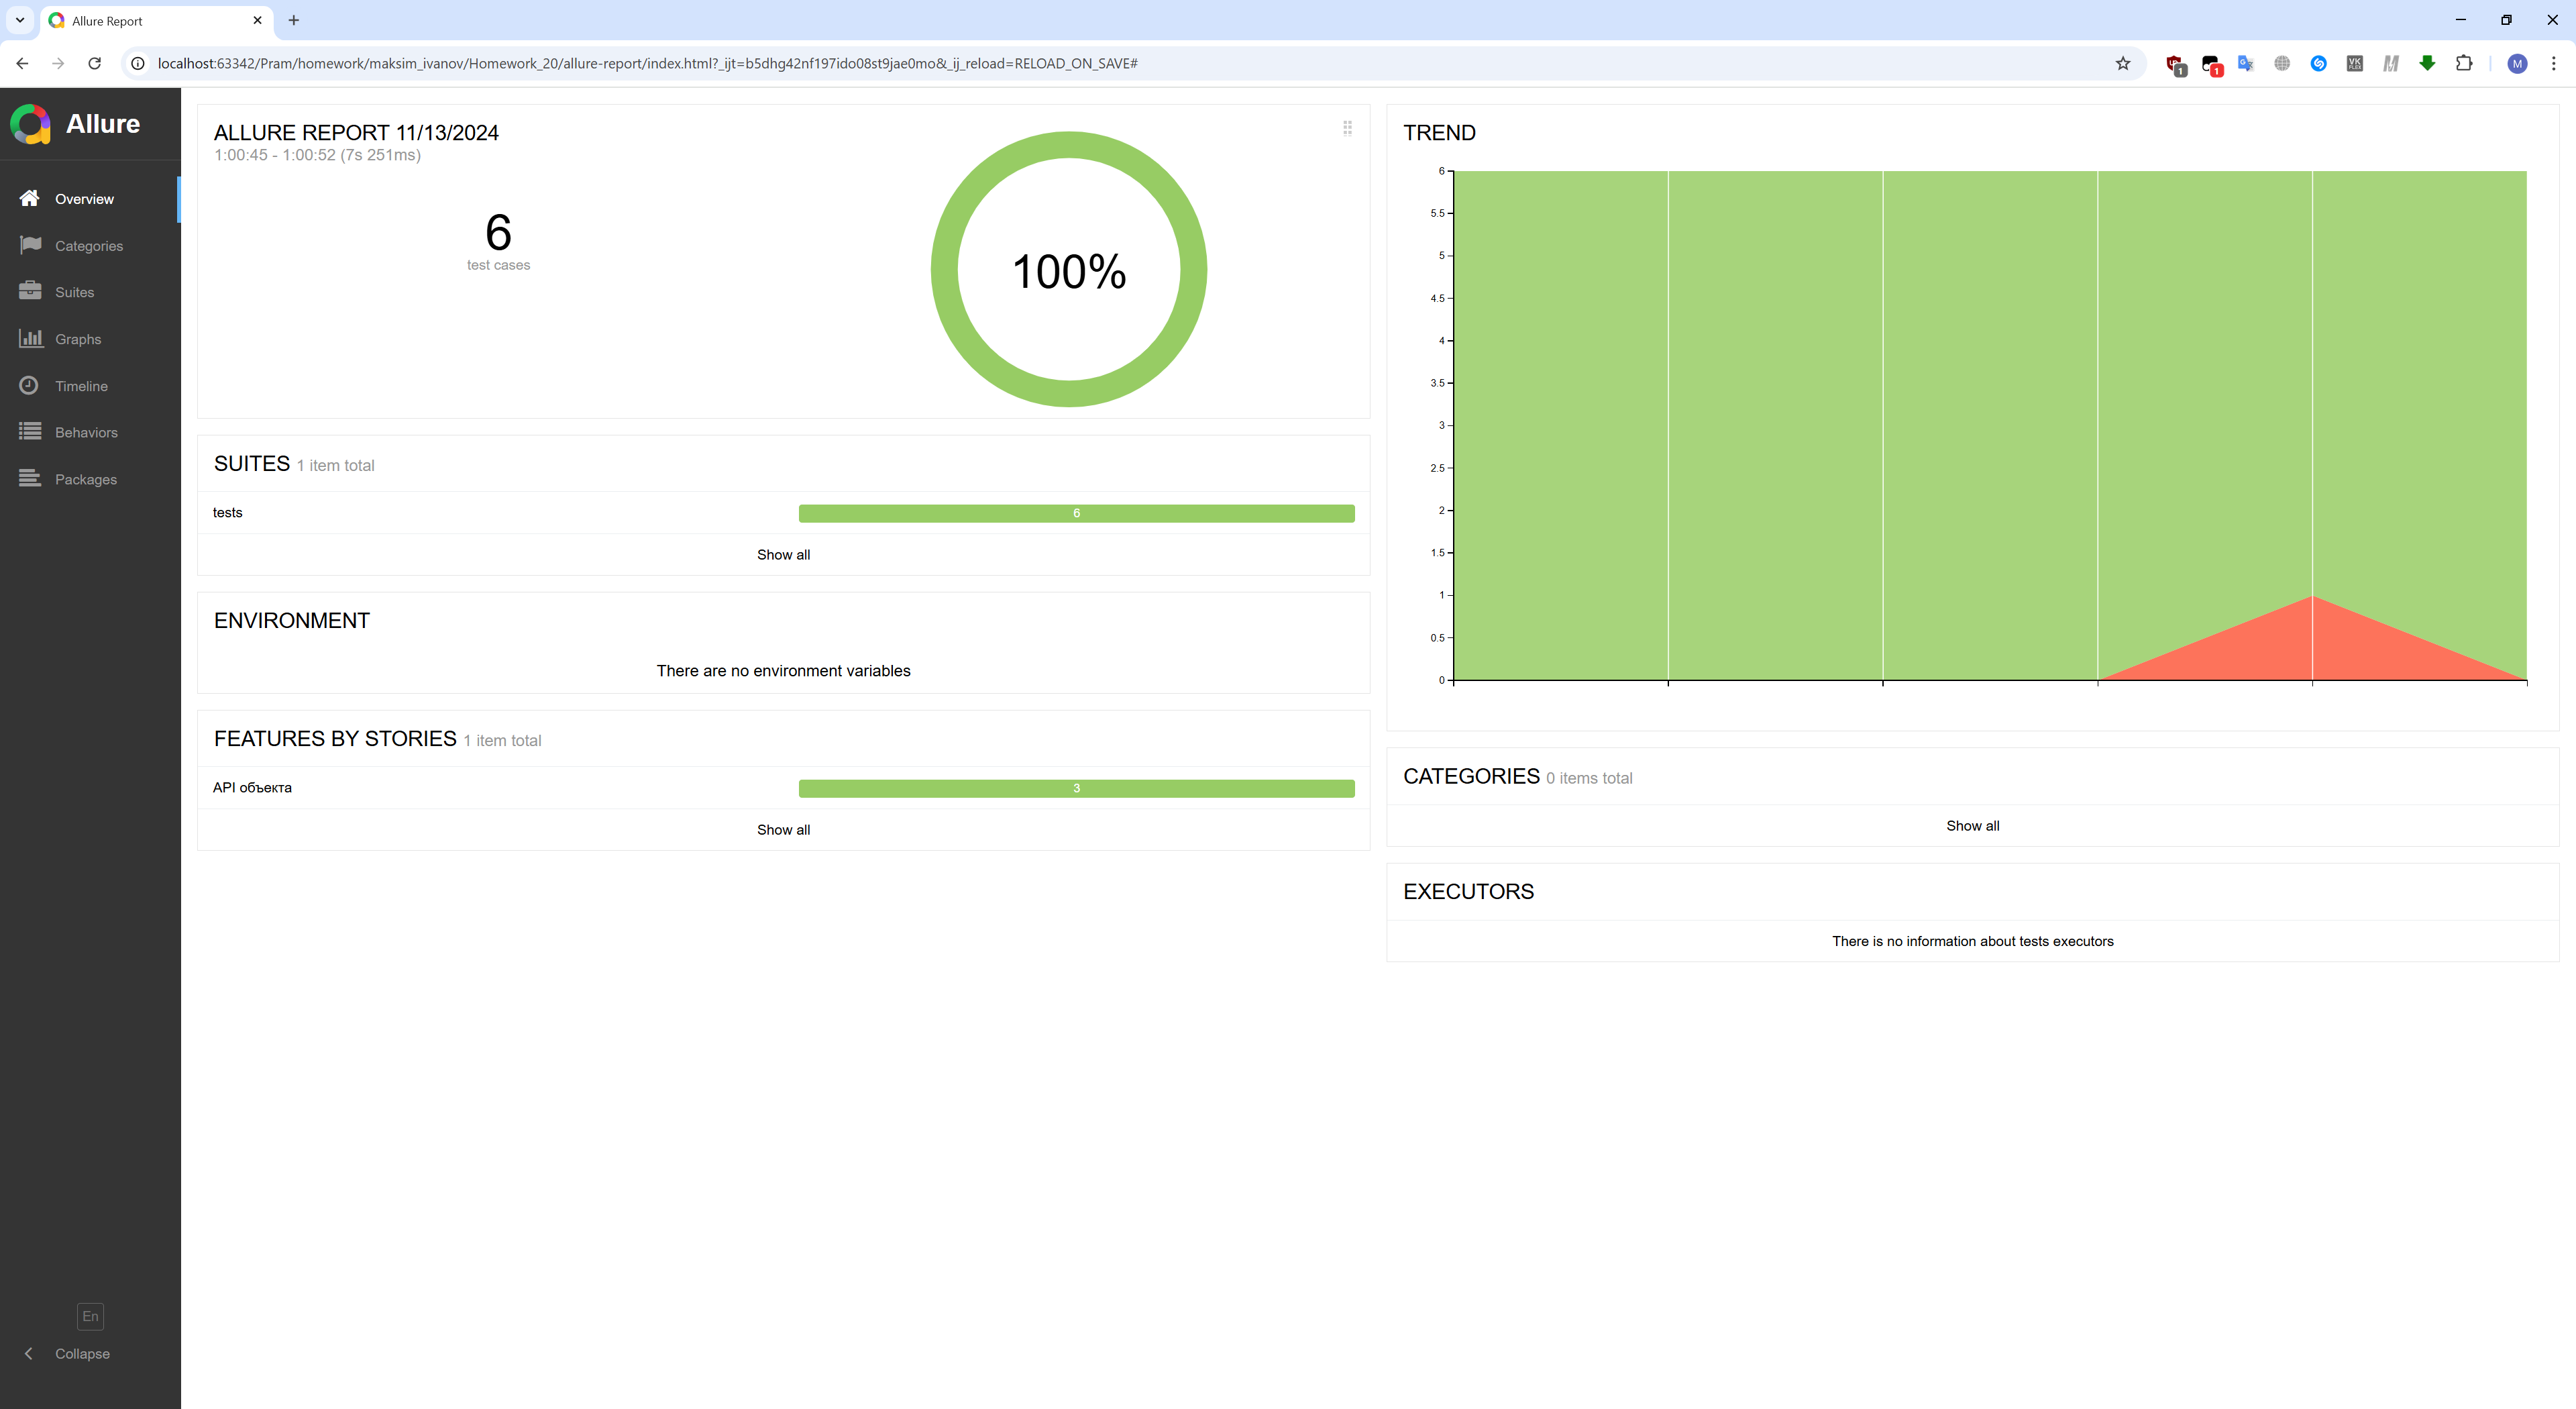 Allure Report
localhost:63342/Pram/homework/maksim_ivanov/Homework_20/allure-report/index.html?_ijt=b5dhg42nf197ido08st9jae0mo&_ij_reload=RELOAD_ON_SAVE#
1
1
VK
FLEX
M
Allure
Overview
Categories
Suites
Graphs
Timeline
Behaviors
Packages
En
Collapse
ALLURE REPORT 11/13/2024
1:00:45 - 1:00:52 (7s 251ms)
6
test cases
100%
SUITES 1 item total
tests
6
Show all
ENVIRONMENT
There are no environment variables
FEATURES BY STORIES 1 item total
API объекта
3
Show all
TREND
6
5.5
5
4.5
4
3.5
3
2.5
2
1.5
1
0.5
0
CATEGORIES 0 items total
Show all
EXECUTORS
There is no information about tests executors